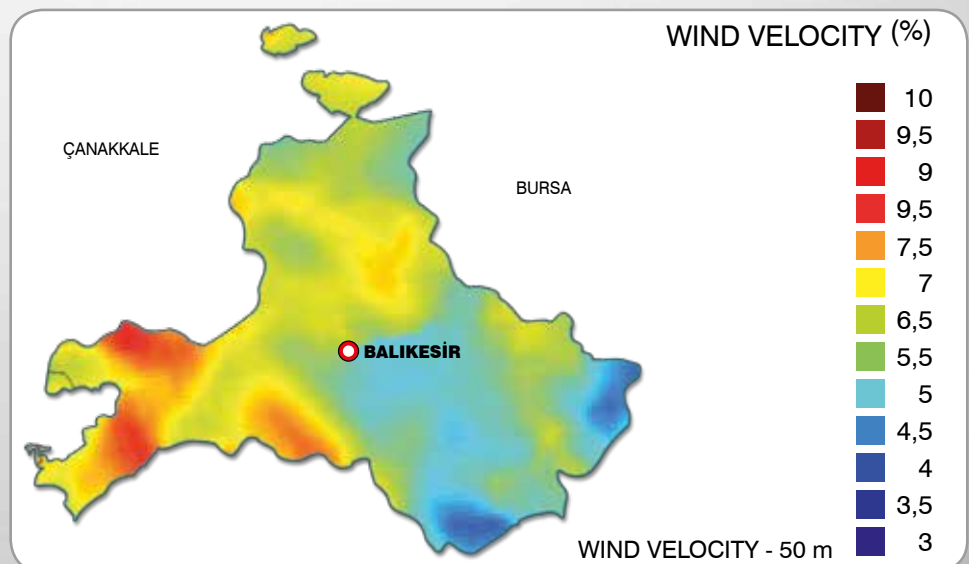 WIND VELOCITY (%)
ÇANAKKALE
BURSA
BALIKESİR
10
9,5
9
9,5
7,5
7
6,5
5,5
5
4,5
4
3,5
3
WIND VELOCITY - 50 m